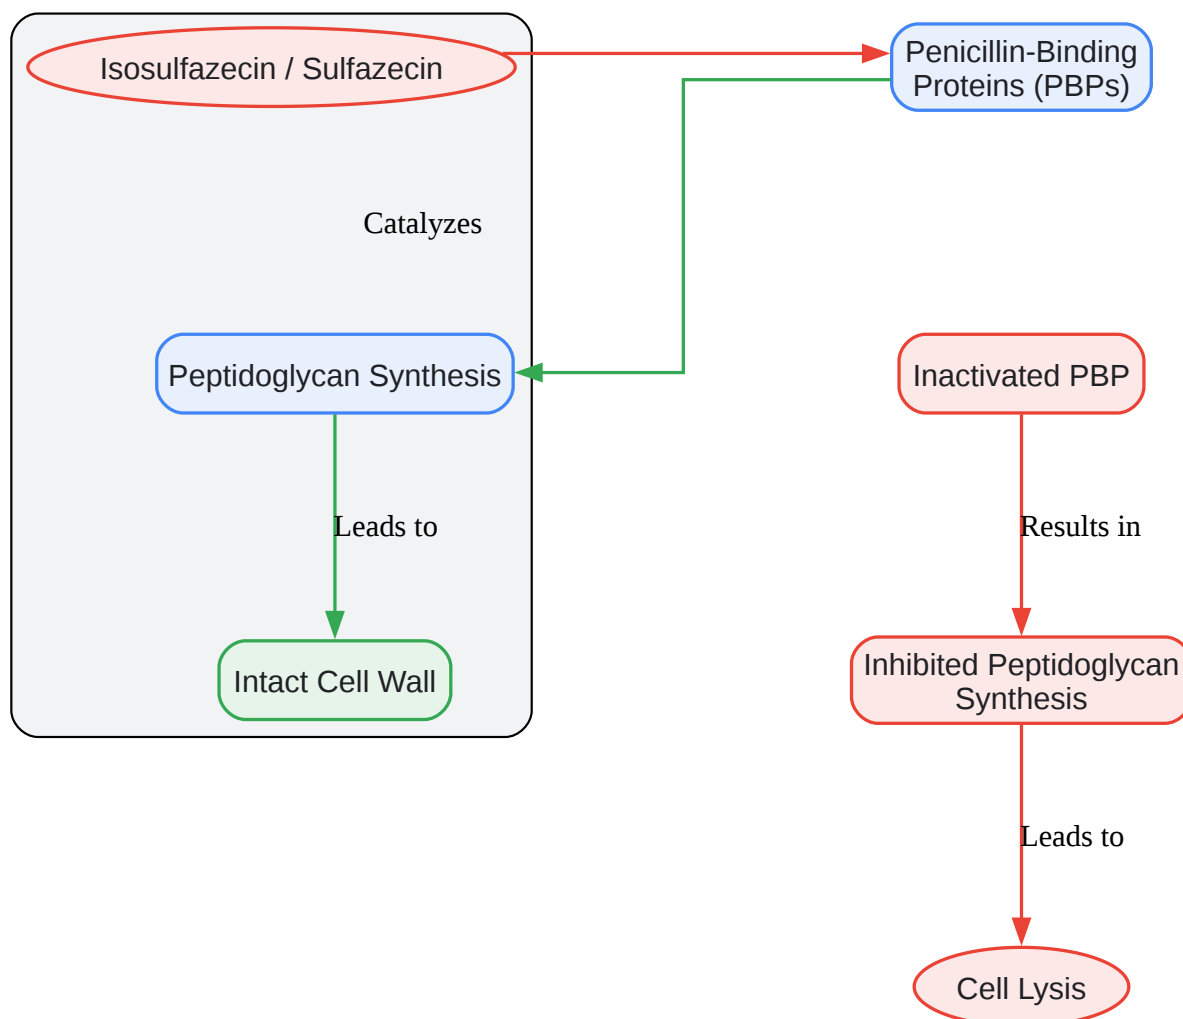 Isosulfazecin / Sulfazecin
Penicillin-Binding
Proteins (PBPs)
Catalyzes
Peptidoglycan Synthesis
Inactivated PBP
Leads to
Results in
Intact Cell Wall
Inhibited Peptidoglycan
Synthesis
Leads to
Cell Lysis